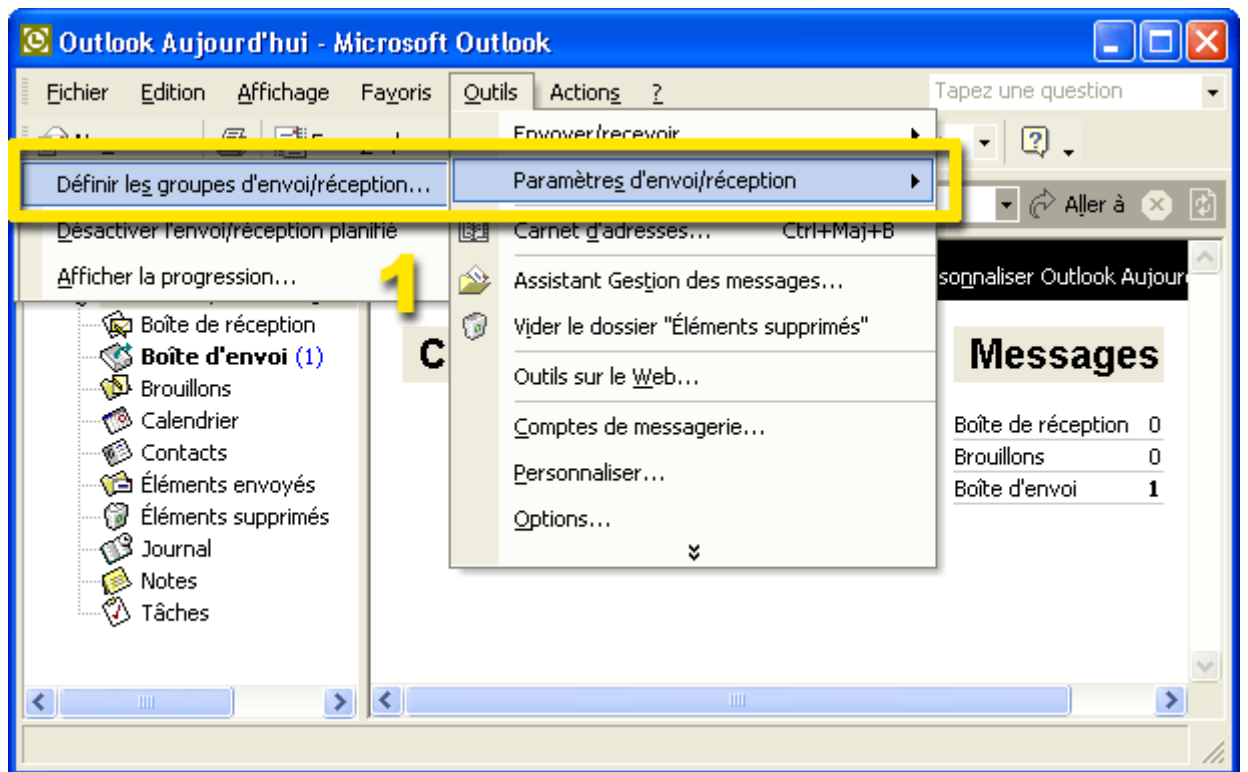 Outlook Aujourd'hui - Microsoft Outlook
Fichier Edition Affichage Favoris Outils Actions ? Tapez une question
Envoyer/recevoir
Définir les groupes d'envoi/réception... Paramètres d'envoi/réception
Aller à
Désactiver l'envoi/réception planifié
Carnet d'adresses... Ctrl+Maj+B
Afficher la progression...
1
Assistant Gestion des messages...
Vider le dossier "Éléments supprimés"
Outils sur le Web...
Comptes de messagerie...
Personnaliser...
Options...
Boîte de réception
Boîte d'envoi (1)
Brouillons
Calendrier
Contacts
Éléments envoyés
Éléments supprimés
Journal
Notes
Tâches
C
sonnaliser Outlook Aujour
Messages
Boîte de réception 0
Brouillons 0
Boîte d'envoi 1